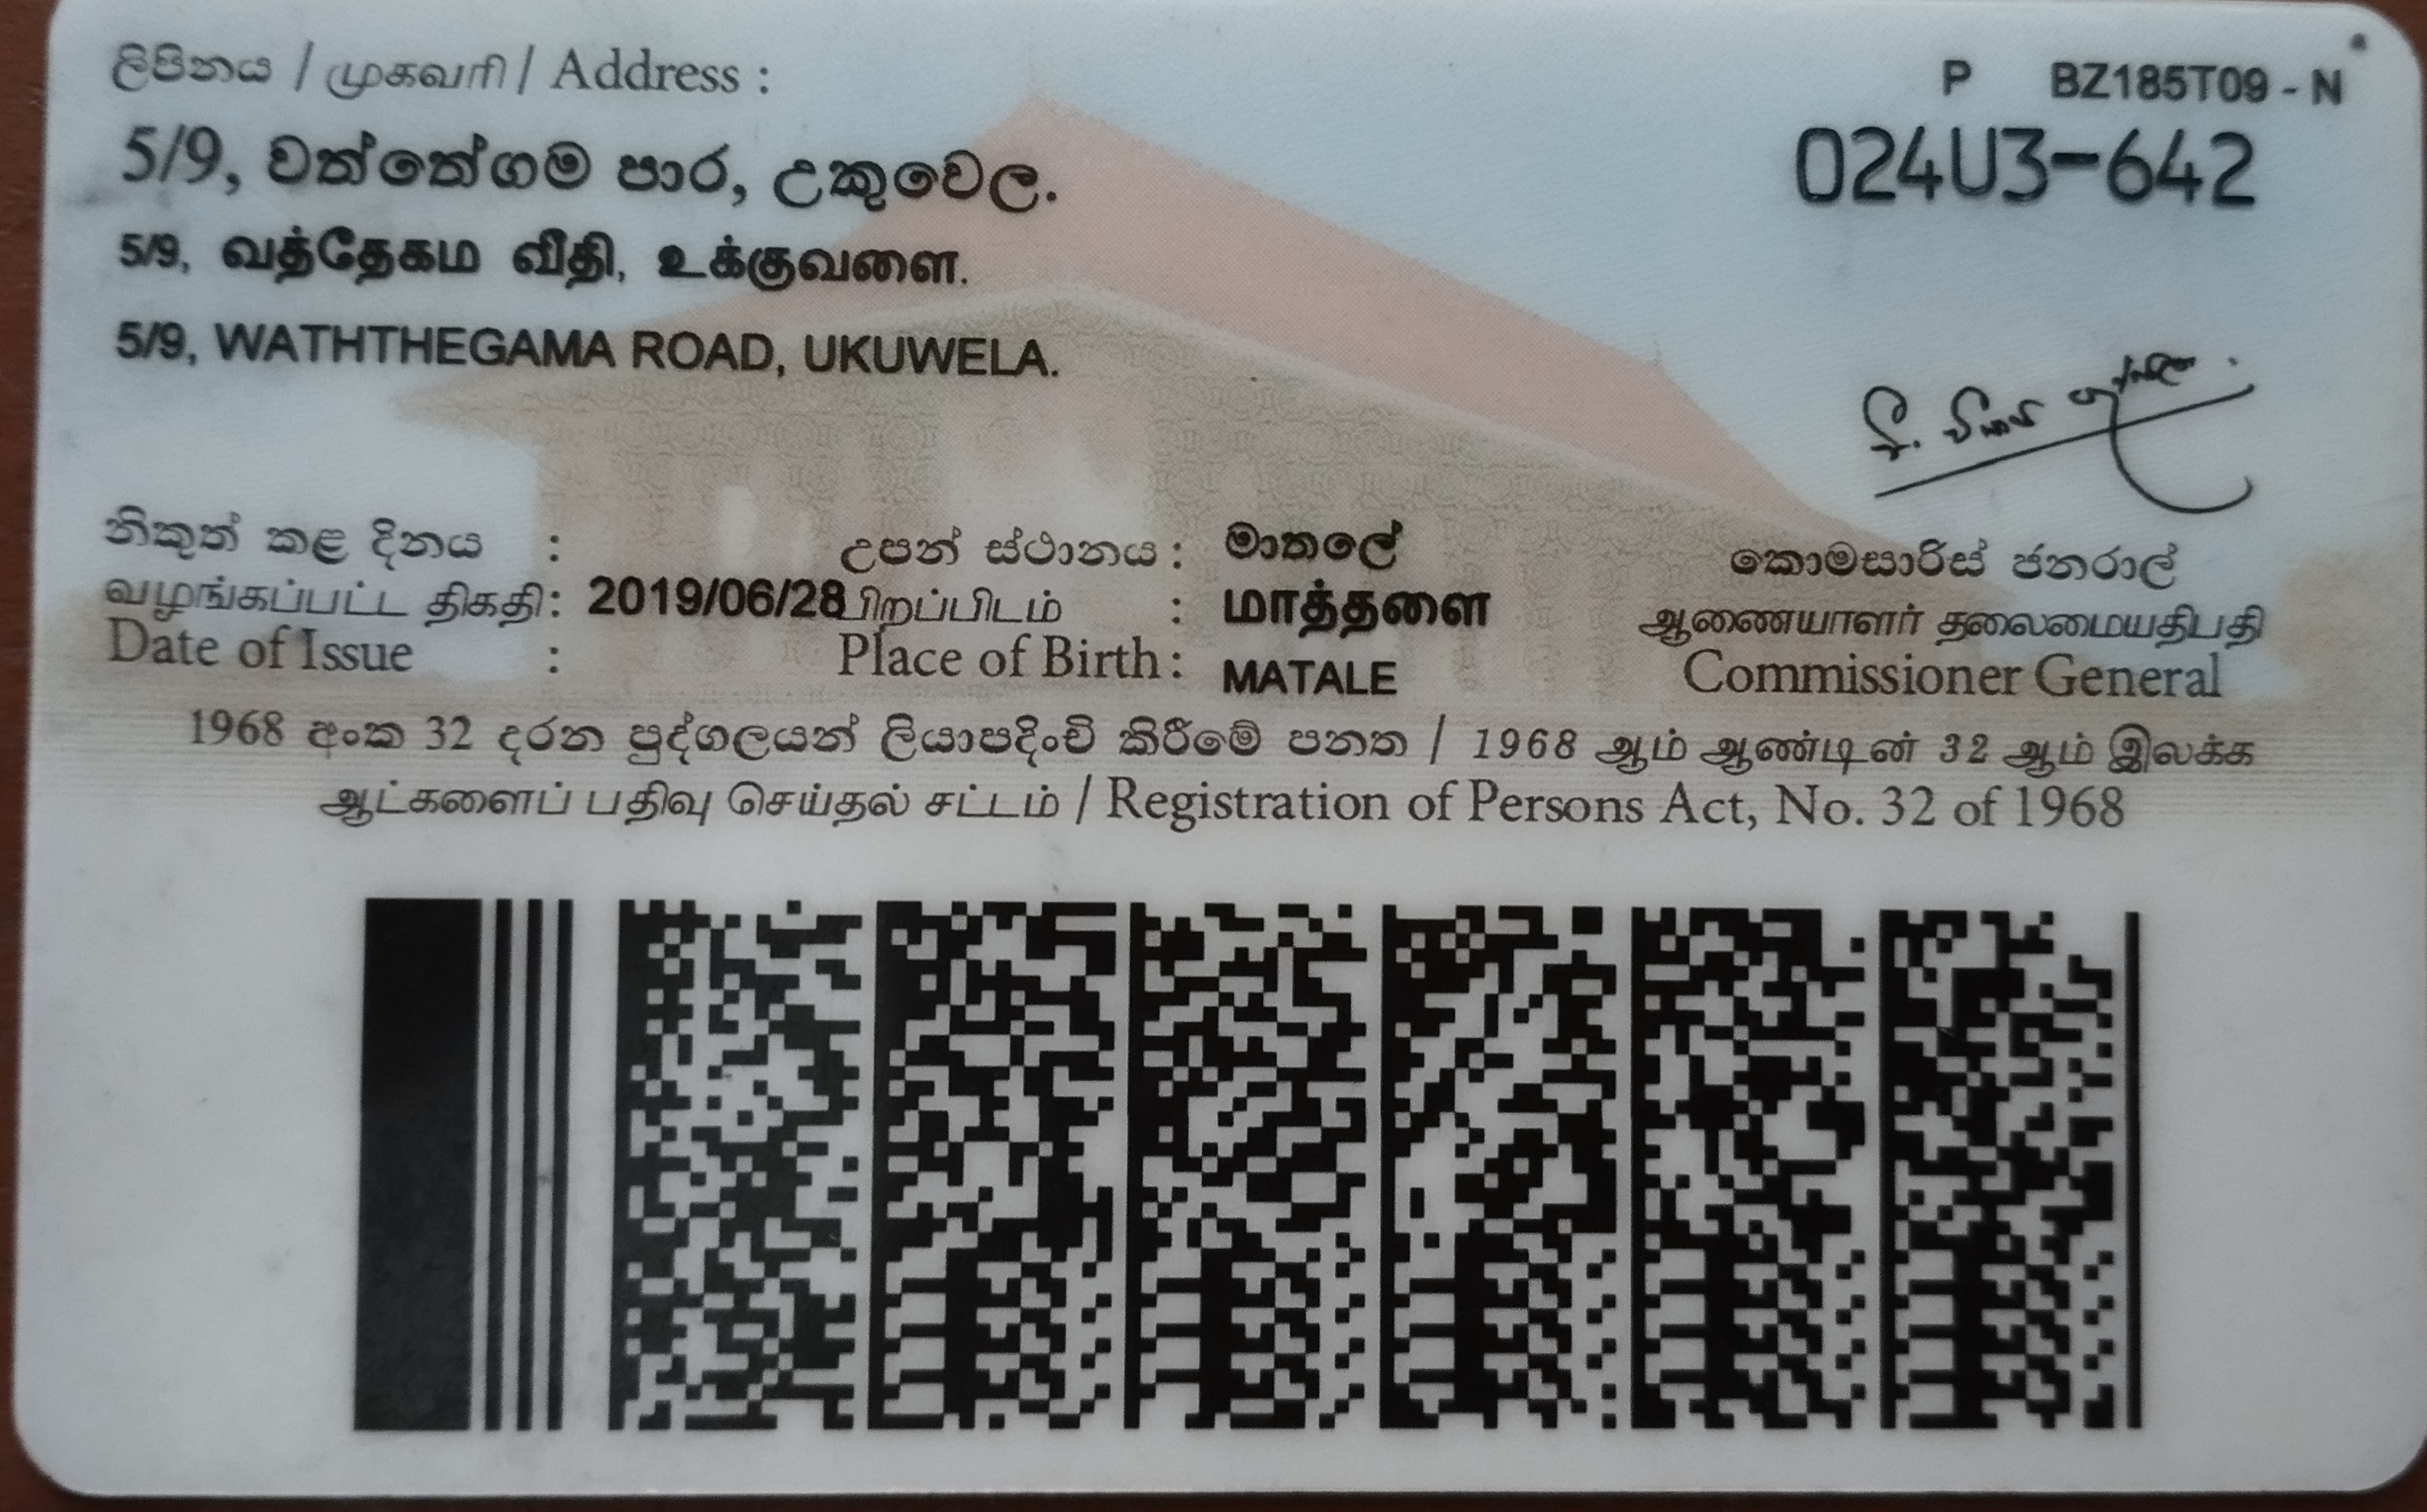 ලිපිනය / முகவரி / Address :
P BZ185T09 - N
024U3-642
5/9, වත්තේගම පාර, උකුවෙල.
5/9, வத்தேகம வீதி, உக்குவளை.
5/9, WATHTHEGAMA ROAD, UKUWELA.
නිකුත් කළ දිනය :
வழங்கப்பட்ட திகதி : 2019/06/28
Date of Issue :
උපන් ස්ථානය : මාතලේ
பிறப்பிடம் : மாத்தளை
Place of Birth : MATALE
කොමසාරිස් ජනරාල්
ஆணையாளர் தலைமையதிபதி
Commissioner General
1968 අංක 32 දරන පුද්ගලයන් ලියාපදිංචි කිරීමේ පනත / 1968 ஆம் ஆண்டின் 32 ஆம் இலக்க
ஆட்களைப் பதிவு செய்தல் சட்டம் / Registration of Persons Act, No. 32 of 1968